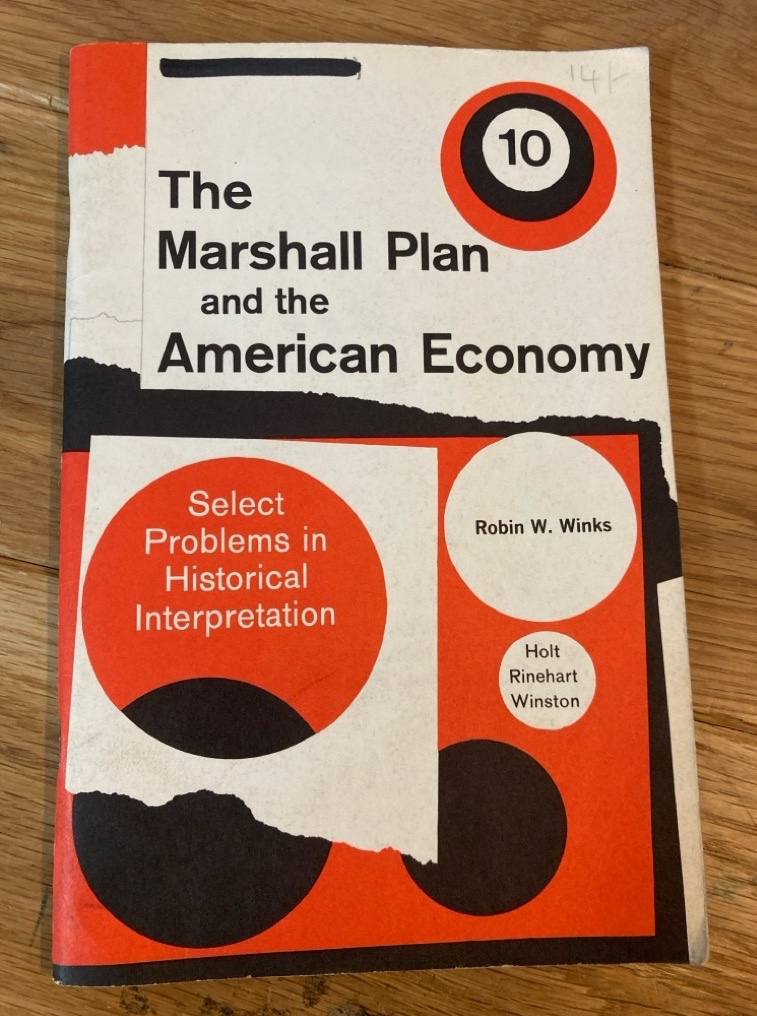 14/-
10
The
Marshall Plan
and the
American Economy
Select
Problems in
Historical
Interpretation
Robin W. Winks
Holt
Rinehart
Winston